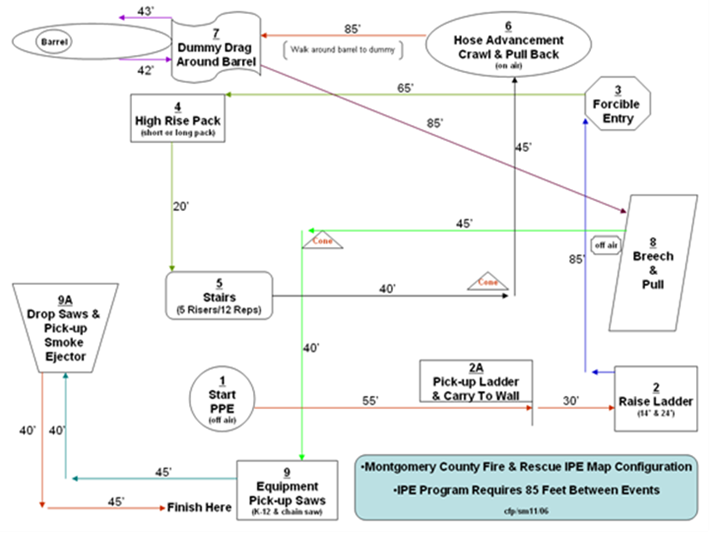 43'
Barrel
42'
7
Dummy Drag
Around Barrel
85'
Walk around barrel to dummy
6
Hose Advancement
Crawl & Pull Back
(on air)
65'
3
Forcible
Entry
4
High Rise Pack
(short or long pack)
85'
45'
20'
45'
Cone
off air
8
Breech
&
Pull
85'
5
Stairs
(5 Risers/12 Reps)
40'
Cone
9A
Drop Saws &
Pick-up
Smoke
Ejector
40'
1
Start
PPE
(off air)
55'
2A
Pick-up Ladder
& Carry To Wall
30'
2
Raise Ladder
(14' & 24')
40'
40'
45'
45'
Finish Here
9
Equipment
Pick-up Saws
(K-12 & chain saw)
•Montgomery County Fire & Rescue IPE Map Configuration
•IPE Program Requires 85 Feet Between Events
cfp/sm11/06